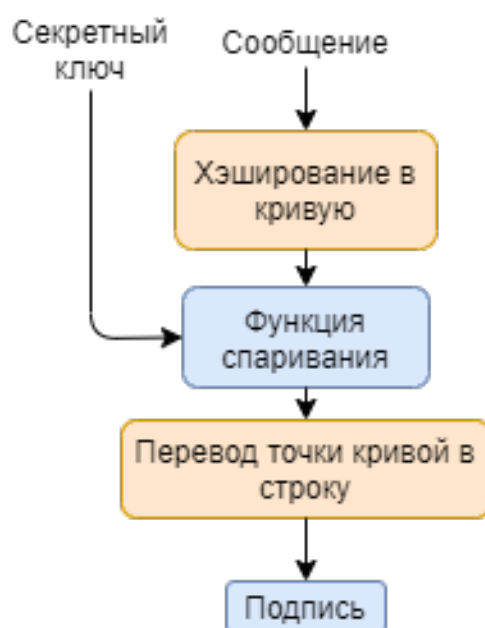 Секретный
ключ
Сообщение
Хэширование в
кривую
Функция
спаривания
Перевод точки кривой в
строку
Подпись